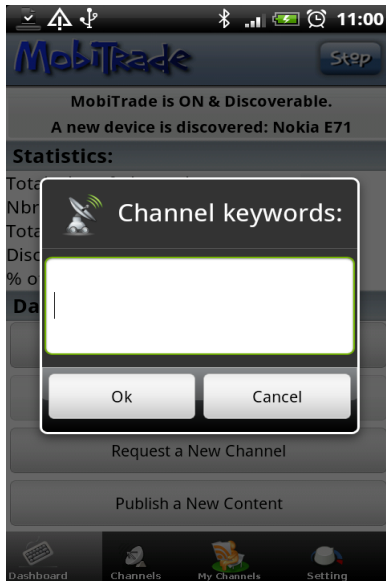 11:00
MobiTrade
Stop
MobiTrade is ON & Discoverable.
A new device is discovered: Nokia E71
Statistics:
Tota
Nbr
Tota
Disc
% o
Da
Channel keywords:
Ok
Cancel
Request a New Channel
Publish a New Content
Dashboard
Channels
My Channels
Setting